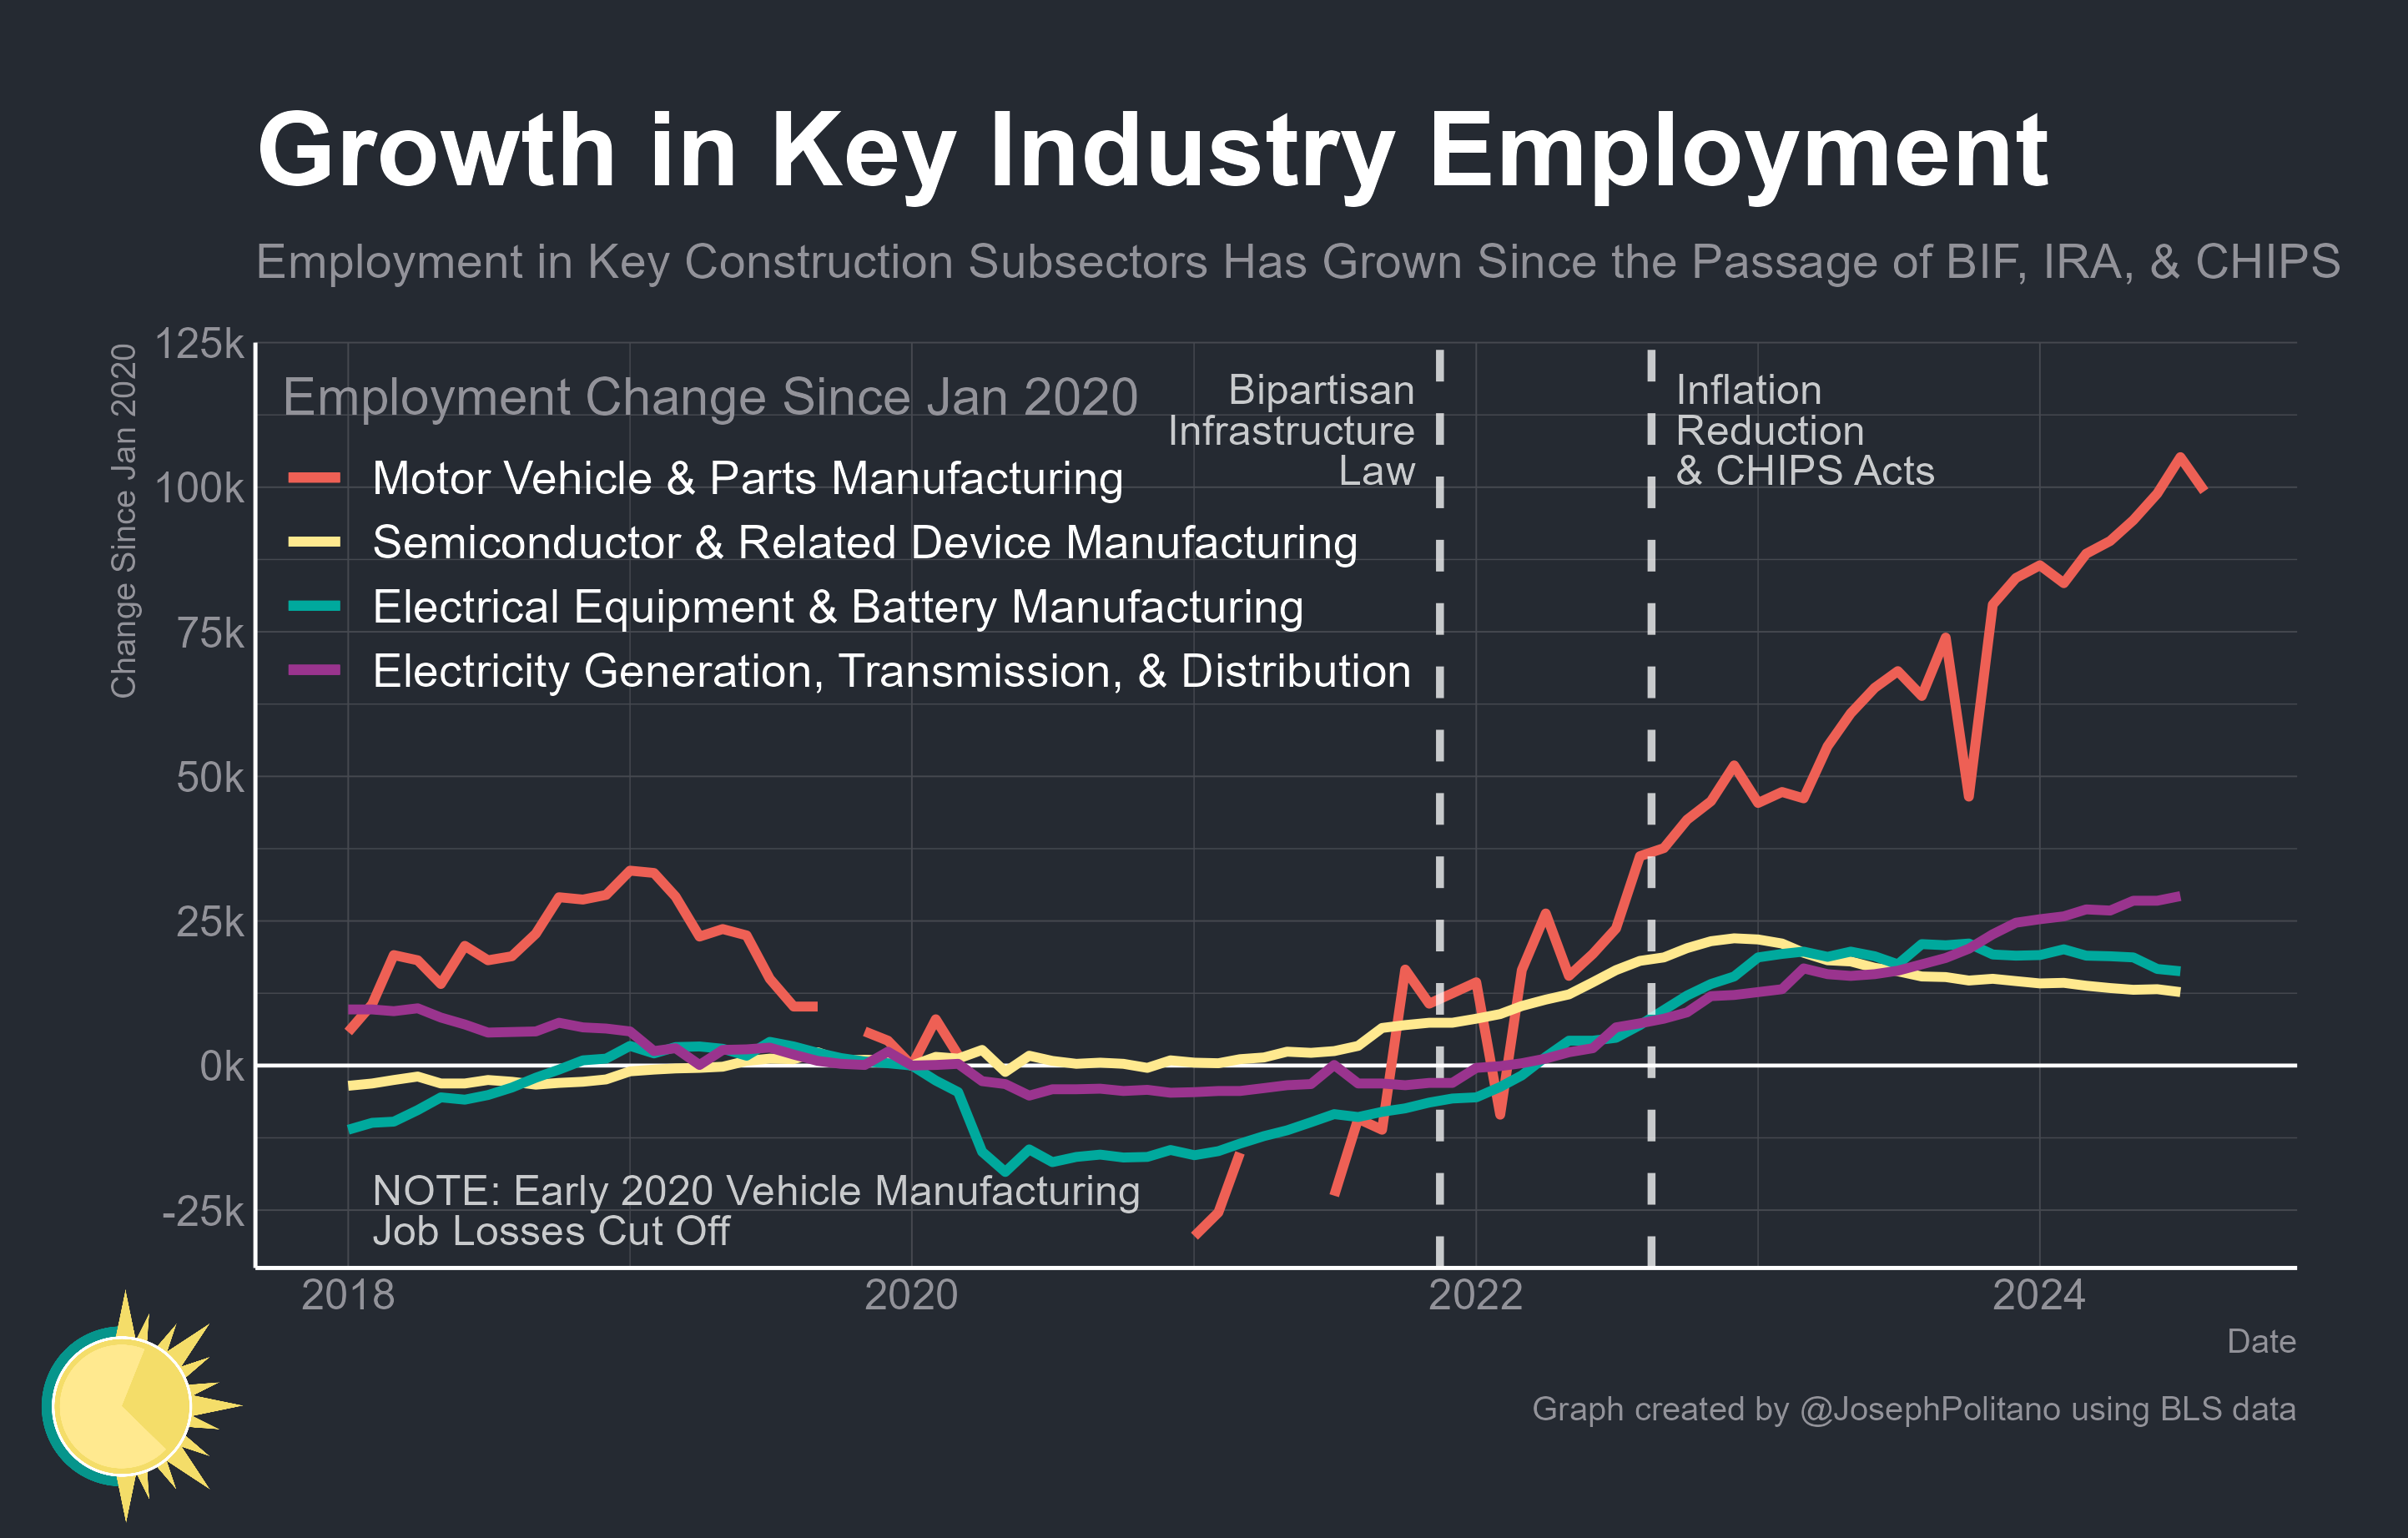 Growth in Key Industry Employment
Employment in Key Construction Subsectors Has Grown Since the Passage of BIF, IRA, & CHIPS
Change Since Jan 2020
125k
100k
75k
50k
25k
0k
-25k
Employment Change Since Jan 2020
Motor Vehicle & Parts Manufacturing
Semiconductor & Related Device Manufacturing
Electrical Equipment & Battery Manufacturing
Electricity Generation, Transmission, & Distribution
Bipartisan
Infrastructure
Law
Inflation
Reduction
& CHIPS Acts
NOTE: Early 2020 Vehicle Manufacturing
Job Losses Cut Off
2018
2020
2022
2024
Date
Graph created by @JosephPolitano using BLS data